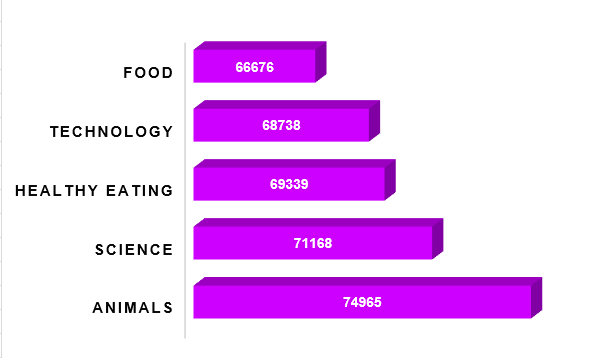 FOOD 66676
TECHNOLOGY 68738
HEALTHY EATING 69339
SCIENCE 71168
ANIMALS 74965